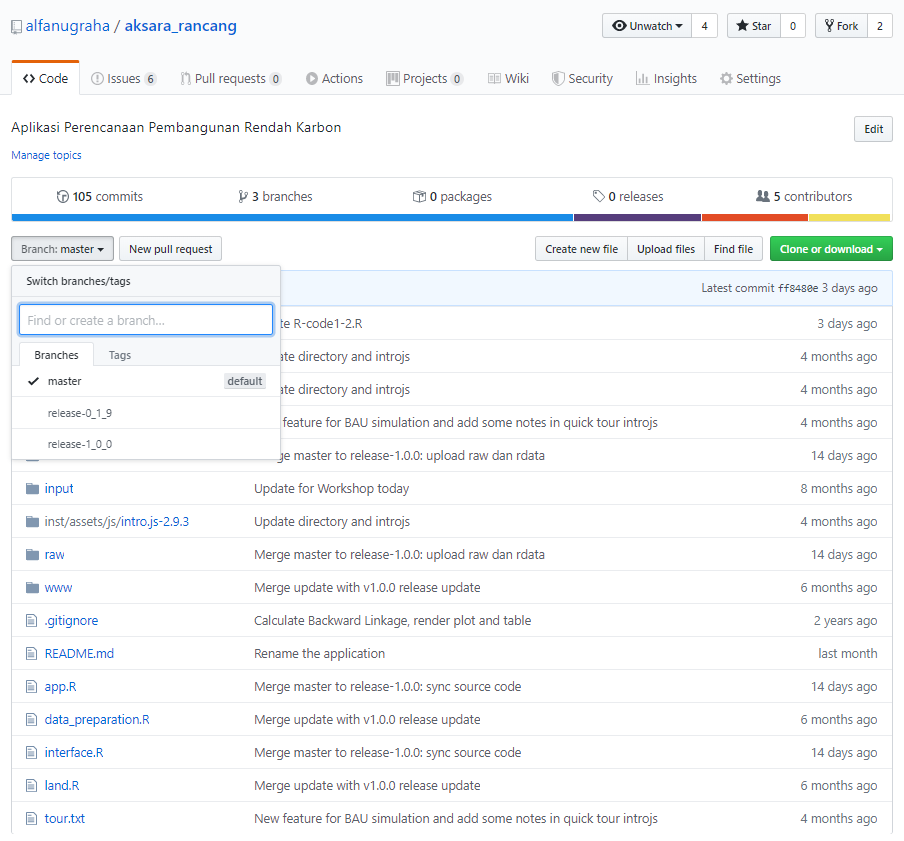 alfanugraha / aksara_rancang
Unwatch 4 Star 0 Fork 2
Code Issues 6 Pull requests 0 Actions Projects 0 Wiki Security Insights Settings
Aplikasi Perencanaan Pembangunan Rendah Karbon
Edit
Manage topics
105 commits 3 branches 0 packages 0 releases 5 contributors
Branch: master New pull request Create new file Upload files Find file Clone or download
Switch branches/tags
Latest commit ff8480e 3 days ago
Find or create a branch...
R-code1-2.R 3 days ago
Branches Tags
directory and introjs 4 months ago
master default
directory and introjs 4 months ago
release-0_1_9
feature for BAU simulation and add some notes in quick tour introjs 4 months ago
release-1_0_0
master to release-1.0.0: upload raw dan rdata 14 days ago
input Update for Workshop today 8 months ago
inst/assets/js/intro.js-2.9.3 Update directory and introjs 4 months ago
raw Merge master to release-1.0.0: upload raw dan rdata 14 days ago
www Merge update with v1.0.0 release update 6 months ago
.gitignore Calculate Backward Linkage, render plot and table 2 years ago
README.md Rename the application last month
app.R Merge master to release-1.0.0: sync source code 14 days ago
data_preparation.R Merge update with v1.0.0 release update 6 months ago
interface.R Merge master to release-1.0.0: sync source code 14 days ago
land.R Merge update with v1.0.0 release update 6 months ago
tour.txt New feature for BAU simulation and add some notes in quick tour introjs 4 months ago